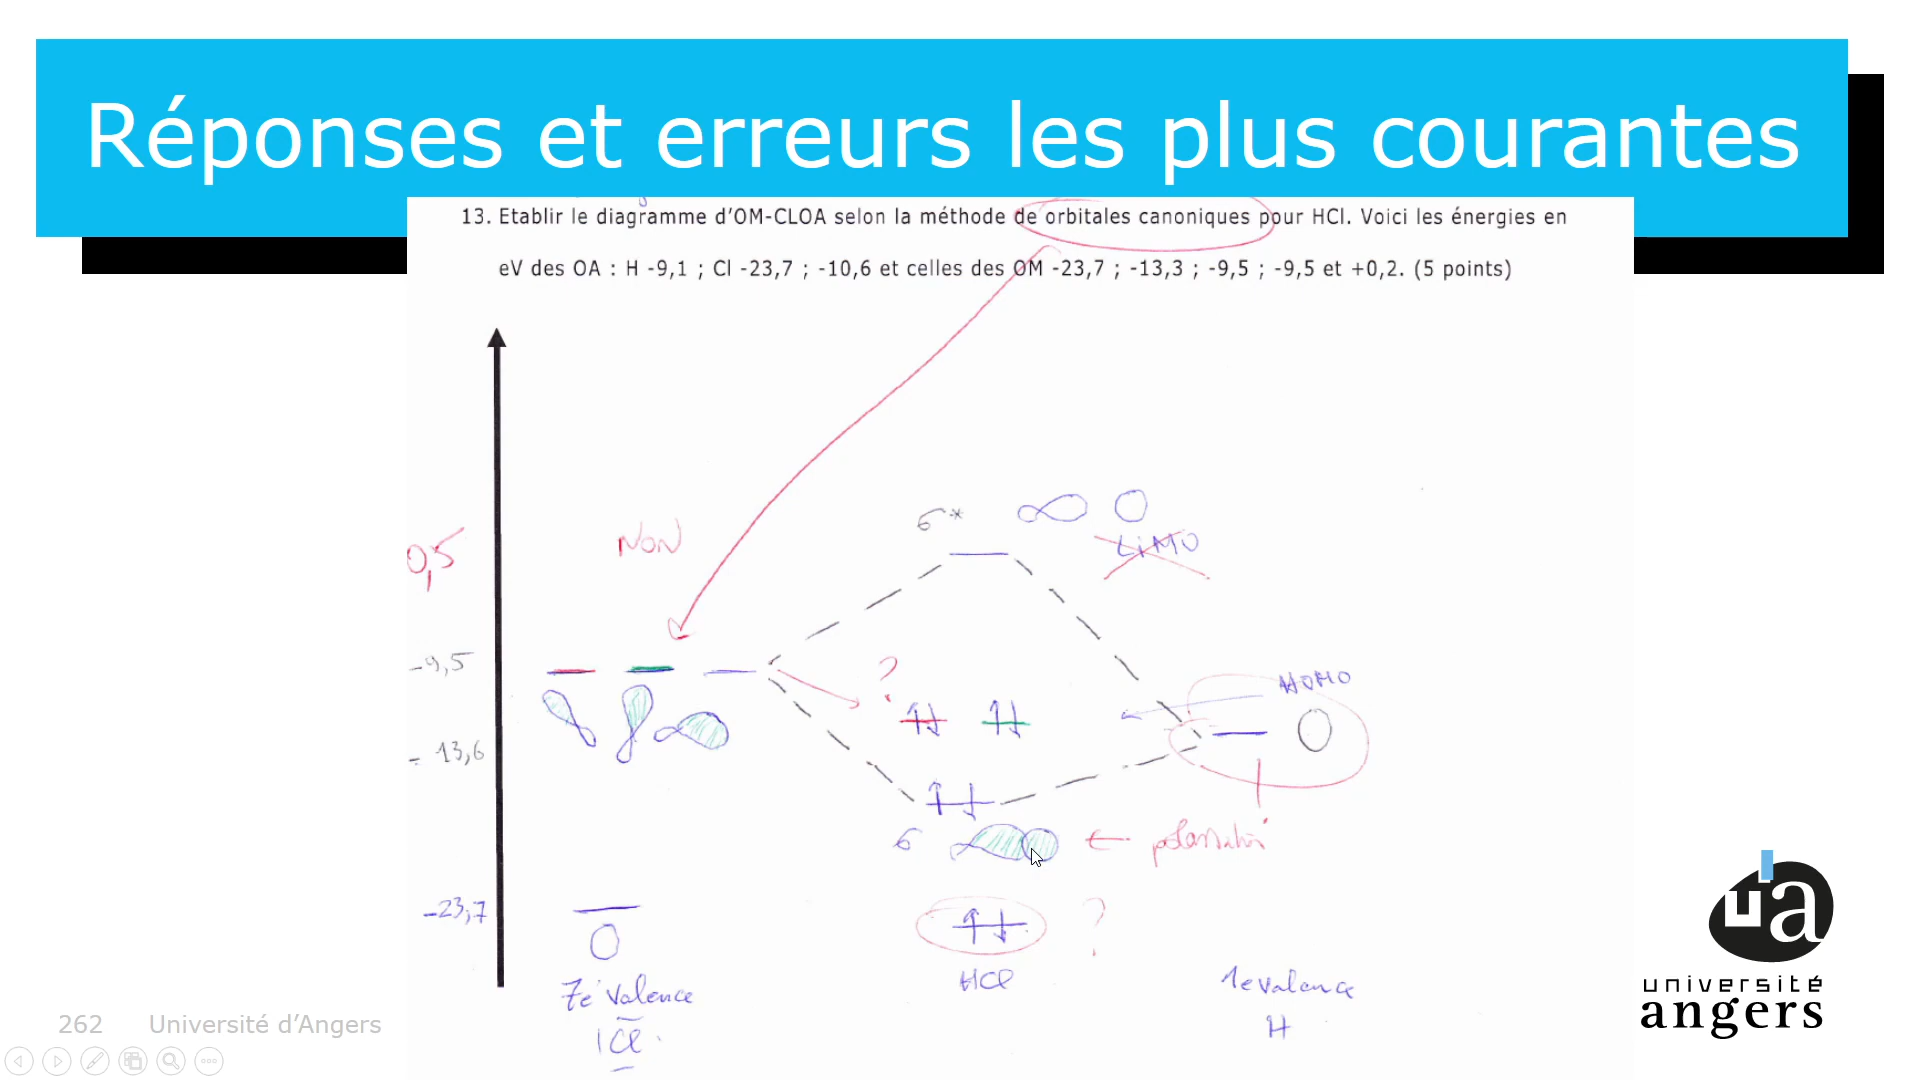 Réponses et erreurs les plus courantes
13. Etablir le diagramme d’OM-CLOA selon la méthode de orbitales canoniques pour HCl. Voici les énergies en
eV des OA : H -9,1 ; Cl -23,7 ; -10,6 et celles des OM -23,7 ; -13,3 ; -9,5 ; -9,5 et +0,2. (5 points)
σ*
0,5
NON
LiMO
-9,5
?
HOMO
- 13,6
σ
-23,7
?
HCl
7e⁻ valence
1e valence
Cl
H
université
angers
262 Université d’Angers